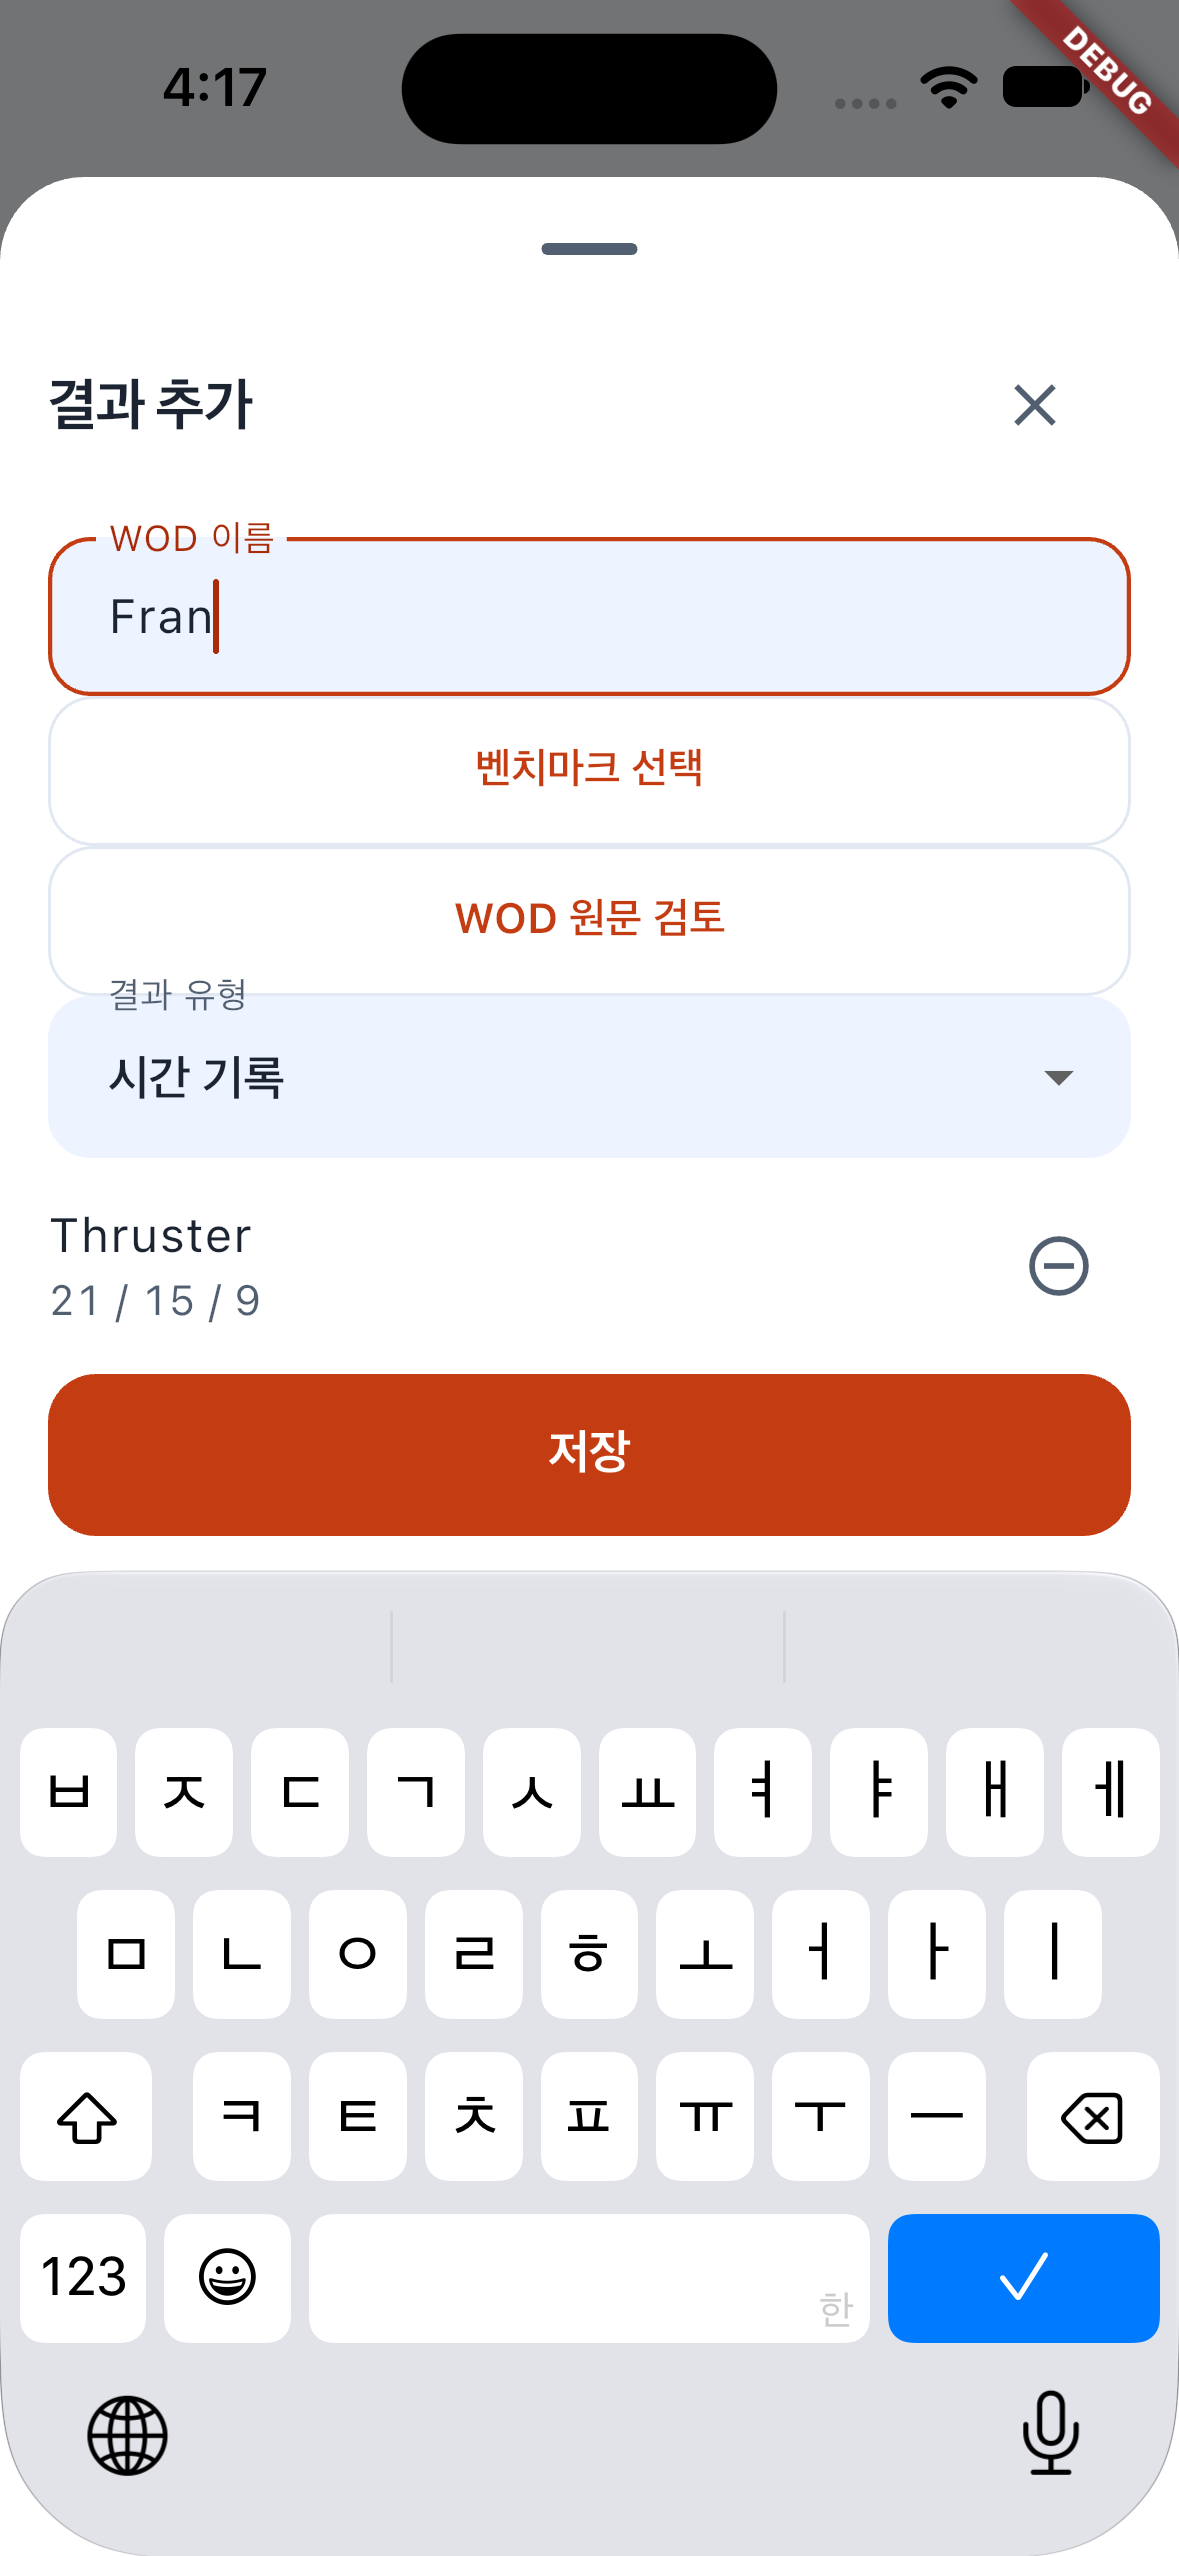 4:17
DEBUG
결과 추가
WOD 이름
Fran
벤치마크 선택
WOD 원문 검토
결과 유형
시간 기록
Thruster
21 / 15 / 9
저장
ㅂ ㅈ ㄷ ㄱ ㅅ ㅛ ㅕ ㅑ ㅐ ㅔ
ㅁ ㄴ ㅇ ㄹ ㅎ ㅗ ㅓ ㅏ ㅣ
ㅋ ㅌ ㅊ ㅍ ㅠ ㅜ ㅡ
123 한